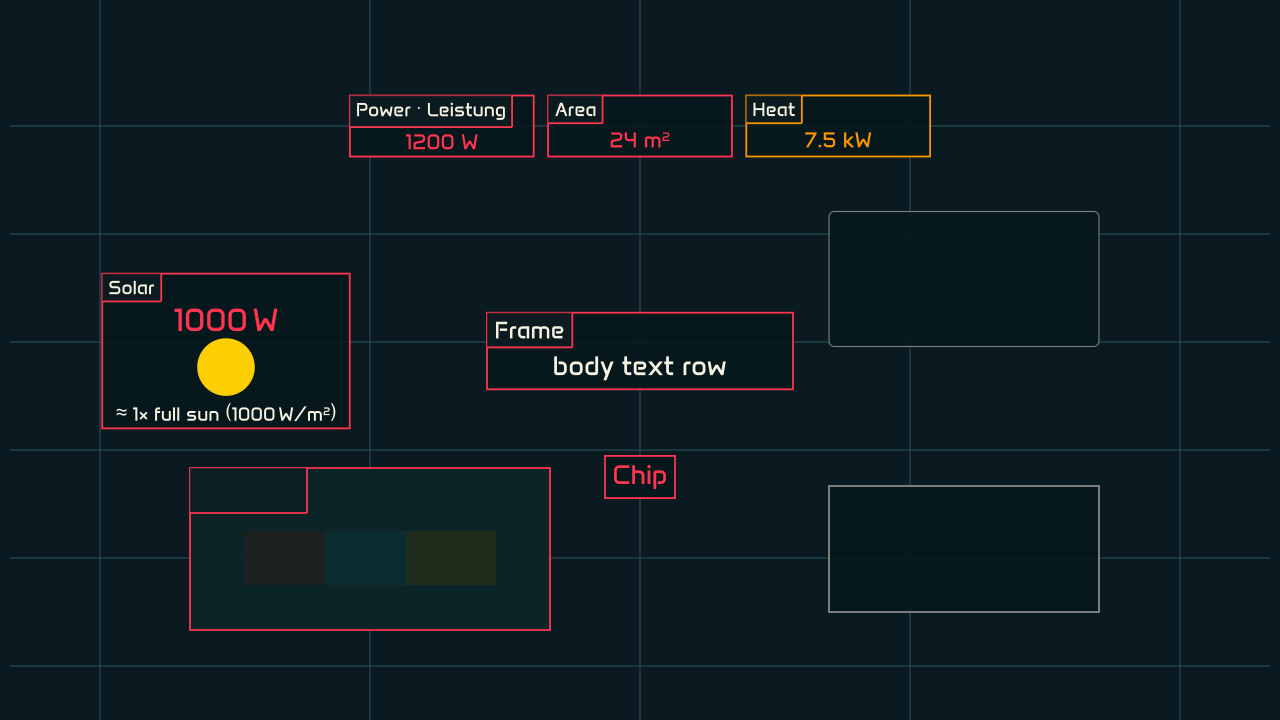 Power · Leistung
1200 W
Area
24 m²
Heat
7.5 kW
Solar
1000 W
≈ 1× full sun (1000 W/m²)
Frame
body text row
Chip